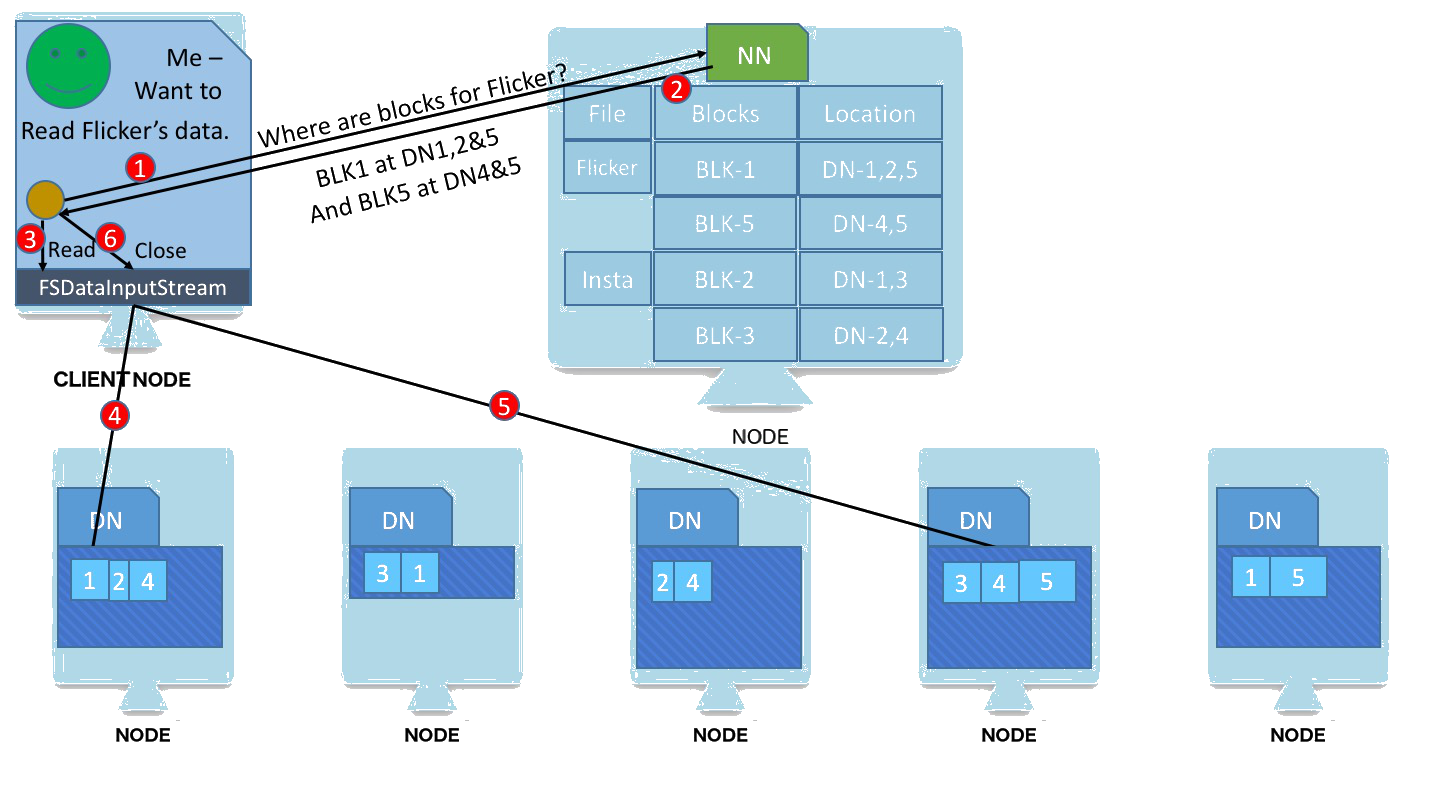 Me –
Want to
Read Flicker's data.
1
3
Read
6
Close
FSDataInputStream
CLIENT NODE
Where are blocks for Flicker?
BLK1 at DN1,2&5
And BLK5 at DN4&5
2
NN
File Blocks Location
Flicker BLK-1 DN-1,2,5
BLK-5 DN-4,5
Insta BLK-2 DN-1,3
BLK-3 DN-2,4
NODE
4
5
DN
1 2 4
NODE
DN
3 1
NODE
DN
2 4
NODE
DN
3 4 5
NODE
DN
1 5
NODE